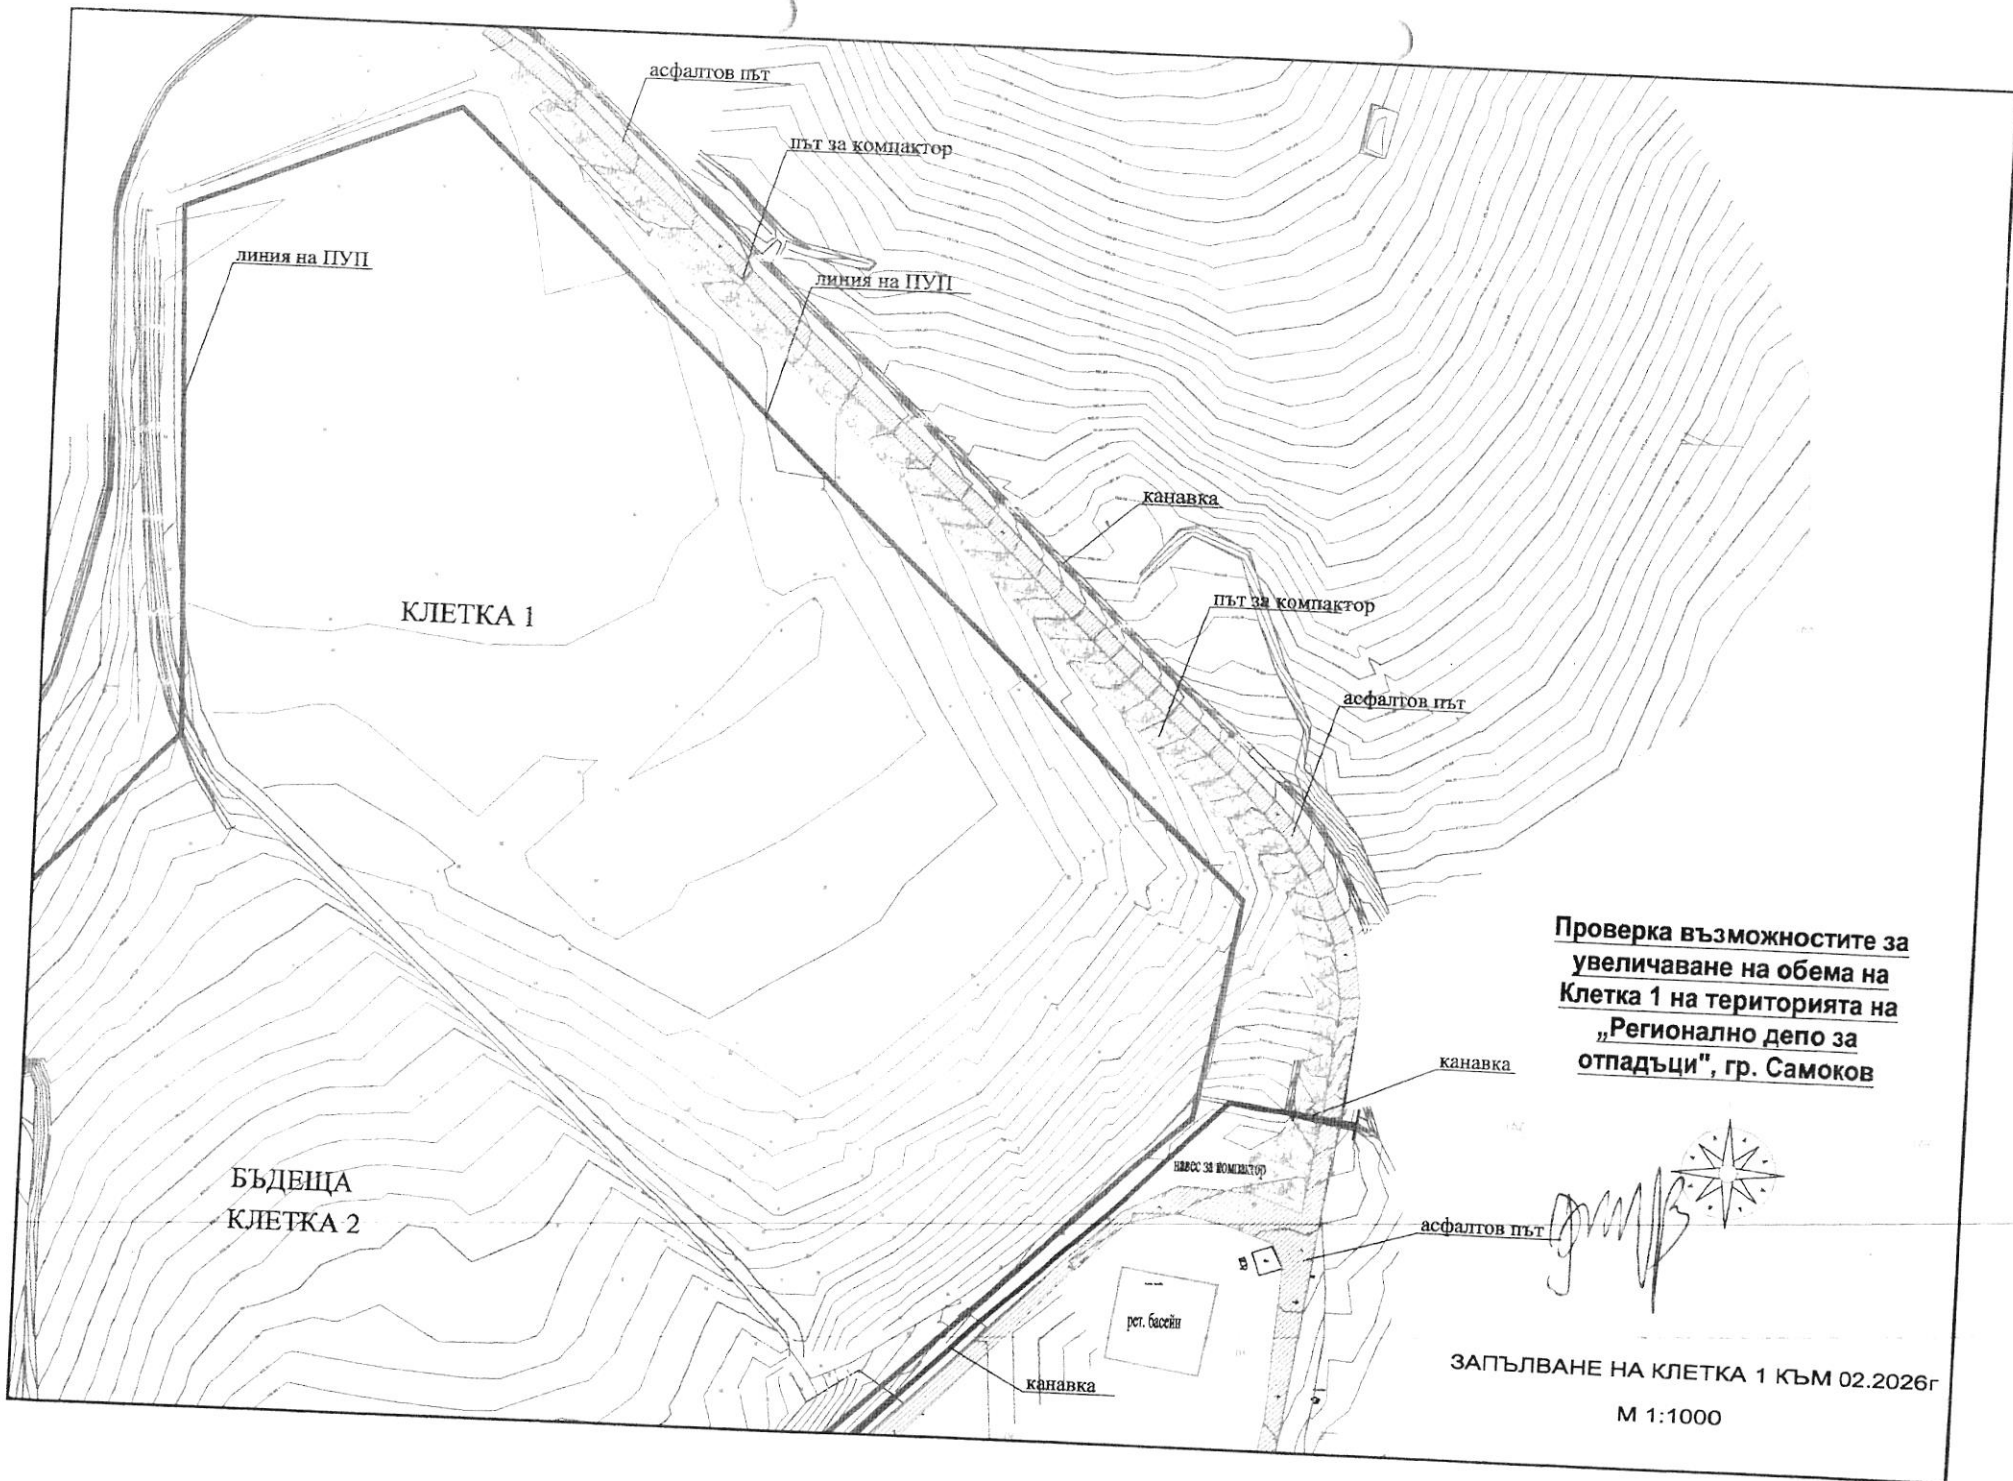 асфалтов път
път за компактор
линия на ПУП
линия на ПУП
канавка
КЛЕТКА 1
път за компактор
асфалтов път
Проверка възможностите за
увеличаване на обема на
Клетка 1 на територията на
„Регионално депо за
отпадъци", гр. Самоков
канавка
навес за компактор
БЪДЕЩА
КЛЕТКА 2
асфалтов път
рет. басейн
канавка
ЗАПЪЛВАНЕ НА КЛЕТКА 1 КЪМ 02.2026г
М 1:1000